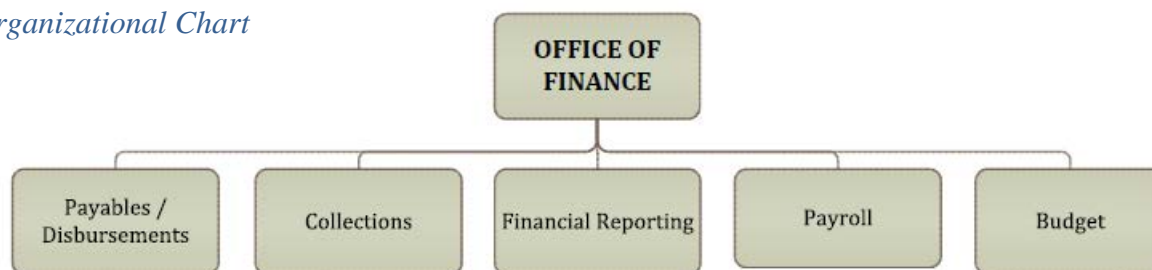 rganizational Chart
OFFICE OF
FINANCE
Payables /
Disbursements
Collections
Financial Reporting
Payroll
Budget